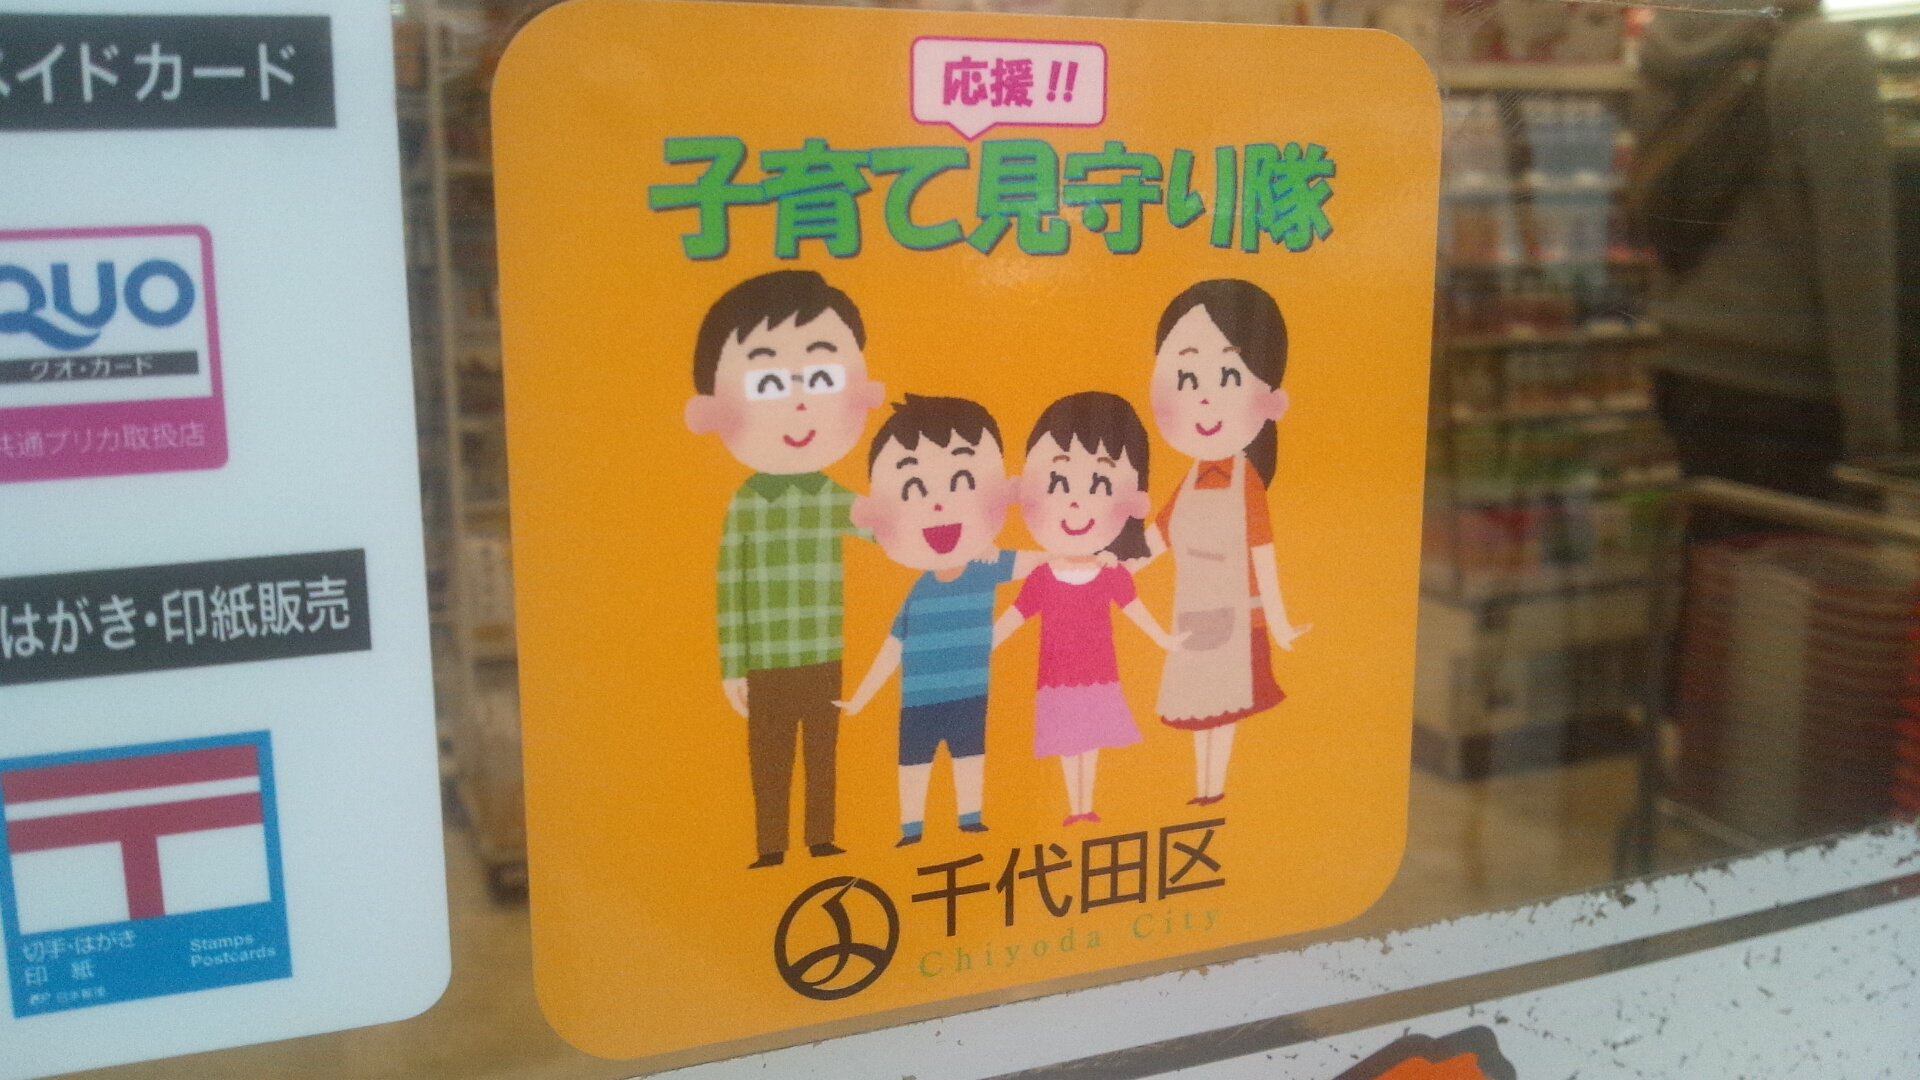 イドカード
QUO
クオ・カード
共通プリカ取扱店
はがき・印紙販売
切手・はがき
印 紙
Stamps
Postcards
応援!!
子育て見守り隊
千代田区
Chiyoda City